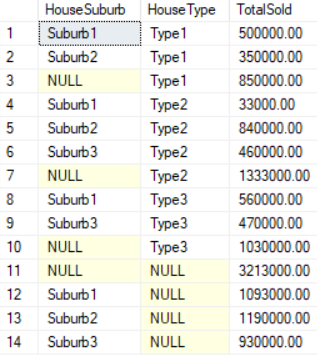 HouseSuburb HouseType TotalSold
1 Suburb1 Type1 500000.00
2 Suburb2 Type1 350000.00
3 NULL Type1 850000.00
4 Suburb1 Type2 33000.00
5 Suburb2 Type2 840000.00
6 Suburb3 Type2 460000.00
7 NULL Type2 1333000.00
8 Suburb1 Type3 560000.00
9 Suburb3 Type3 470000.00
10 NULL Type3 1030000.00
11 NULL NULL 3213000.00
12 Suburb1 NULL 1093000.00
13 Suburb2 NULL 1190000.00
14 Suburb3 NULL 930000.00